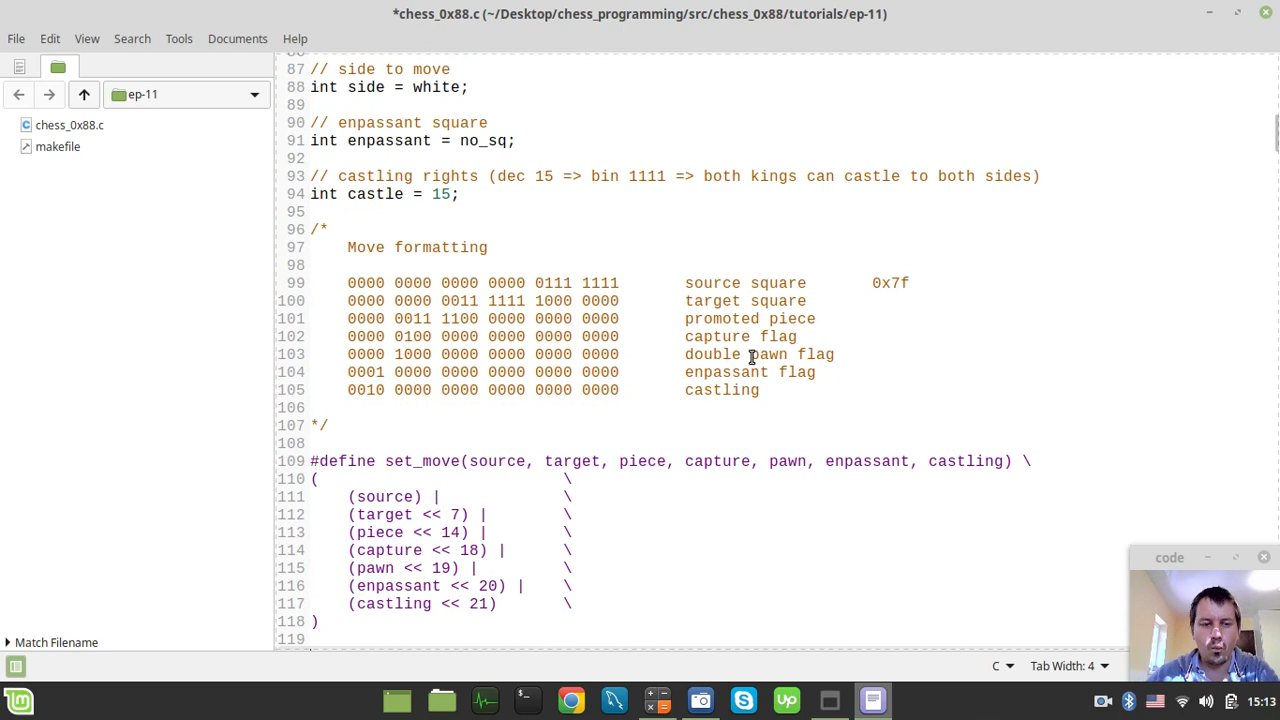 *chess_0x88.c (~/Desktop/chess_programming/src/chess_0x88/tutorials/ep-11)
File Edit View Search Tools Documents Help
ep-11
chess_0x88.c
makefile
87 // side to move
88 int side = white;
89
90 // enpassant square
91 int enpassant = no_sq;
92
93 // castling rights (dec 15 => bin 1111 => both kings can castle to both sides)
94 int castle = 15;
95
96 /*
97     Move formatting
98
99     0000 0000 0000 0000 0111 1111       source square       0x7f
100     0000 0000 0011 1111 1000 0000       target square
101     0000 0011 1100 0000 0000 0000       promoted piece
102     0000 0100 0000 0000 0000 0000       capture flag
103     0000 1000 0000 0000 0000 0000       double pawn flag
104     0001 0000 0000 0000 0000 0000       enpassant flag
105     0010 0000 0000 0000 0000 0000       castling
106
107 */
108
109 #define set_move(source, target, piece, capture, pawn, enpassant, castling) \
110 (                          \
111     (source) |             \
112     (target << 7) |        \
113     (piece << 14) |        \
114     (capture << 18) |      \
115     (pawn << 19) |         \
116     (enpassant << 20) |    \
117     (castling << 21)       \
118 )
119
code
Match Filename
C Tab Width: 4
Up
15:13